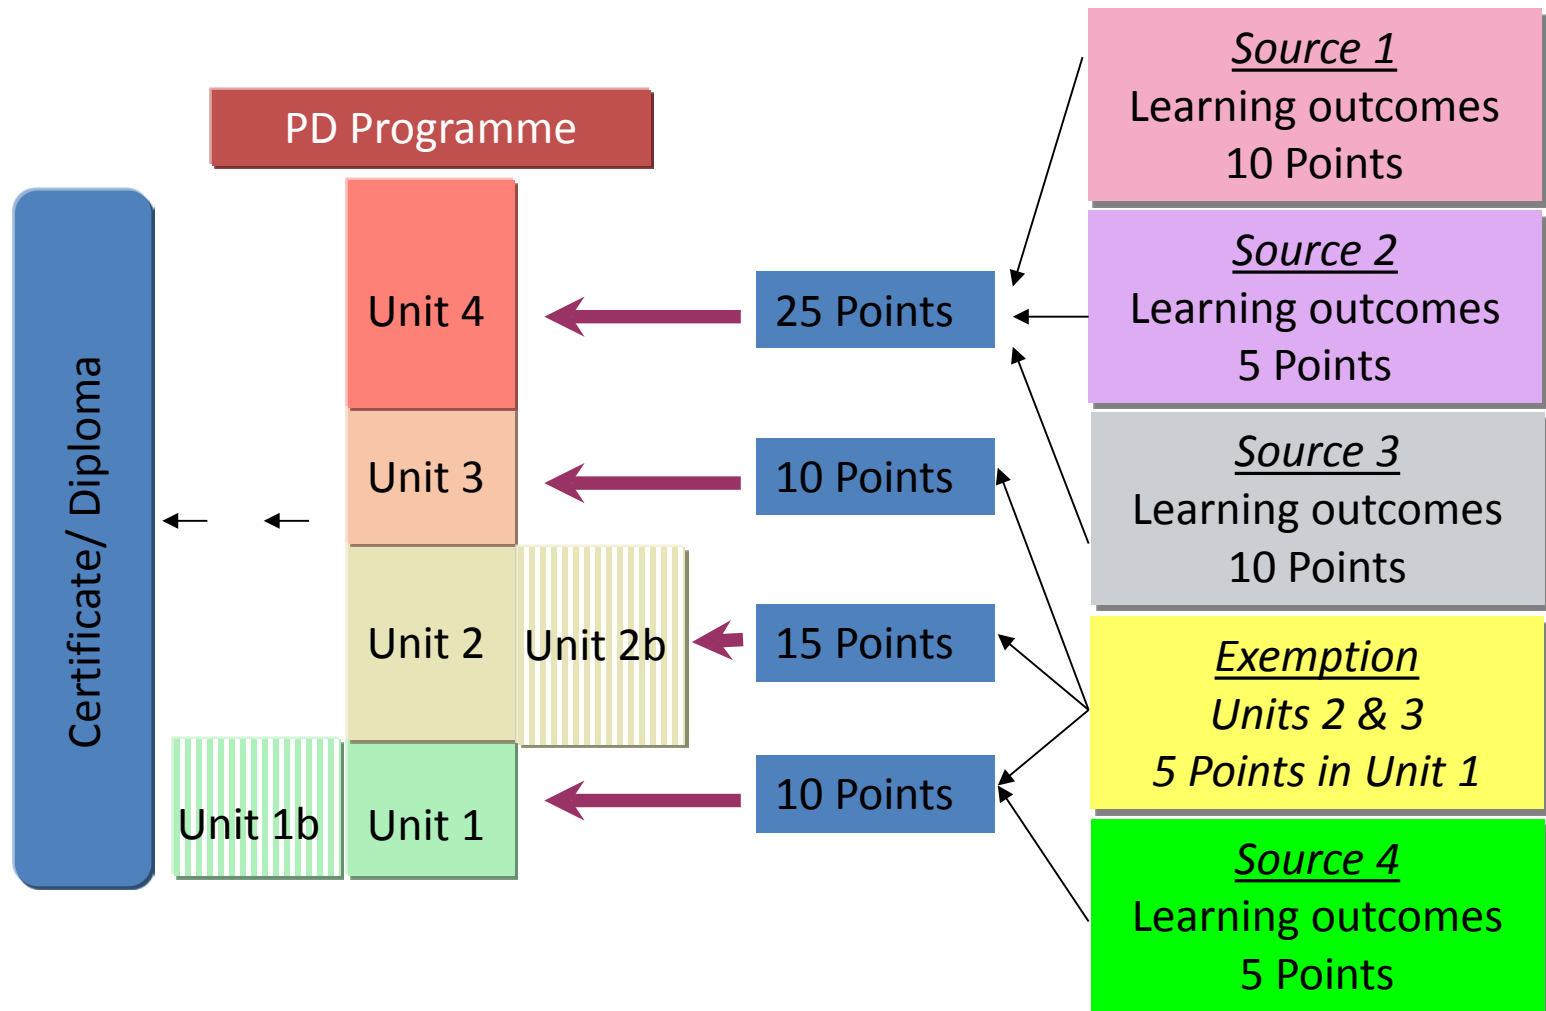 PD Programme
Certificate/ Diploma
Unit 4
Unit 3
Unit 2
Unit 2b
Unit 1b
Unit 1
25 Points
10 Points
15 Points
10 Points
Source 1
Learning outcomes
10 Points
Source 2
Learning outcomes
5 Points
Source 3
Learning outcomes
10 Points
Exemption
Units 2 & 3
5 Points in Unit 1
Source 4
Learning outcomes
5 Points